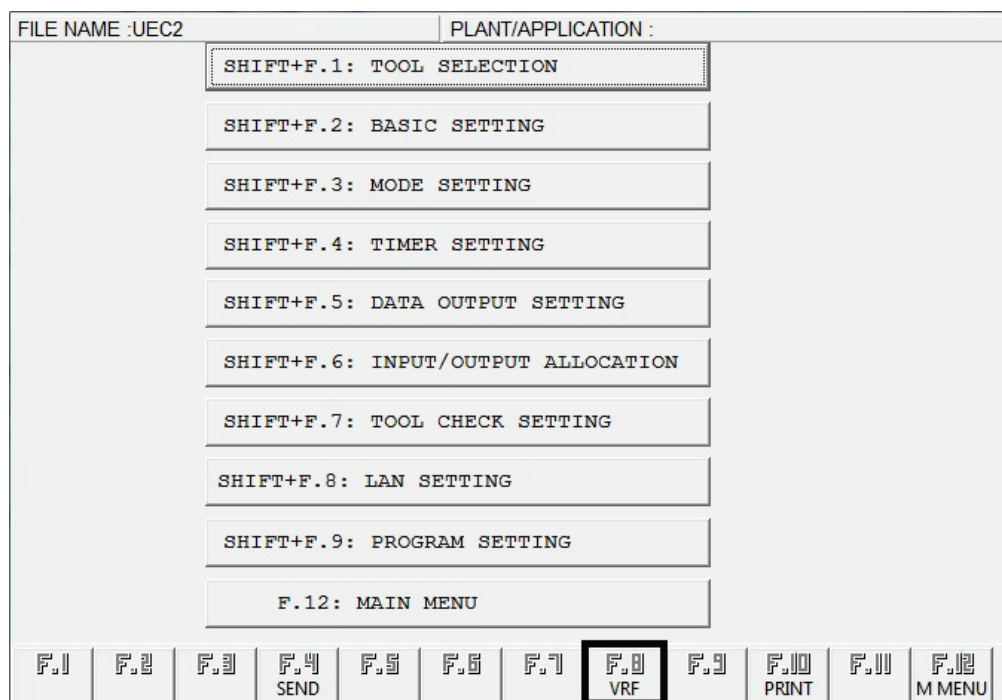 FILE NAME :UEC2 PLANT/APPLICATION :
SHIFT+F.1: TOOL SELECTION
SHIFT+F.2: BASIC SETTING
SHIFT+F.3: MODE SETTING
SHIFT+F.4: TIMER SETTING
SHIFT+F.5: DATA OUTPUT SETTING
SHIFT+F.6: INPUT/OUTPUT ALLOCATION
SHIFT+F.7: TOOL CHECK SETTING
SHIFT+F.8: LAN SETTING
SHIFT+F.9: PROGRAM SETTING
F.12: MAIN MENU
F.1 F.2 F.3 F.4 F.5 F.6 F.7 F.8 F.9 F.10 F.11 F.12
SEND VRF PRINT M MENU